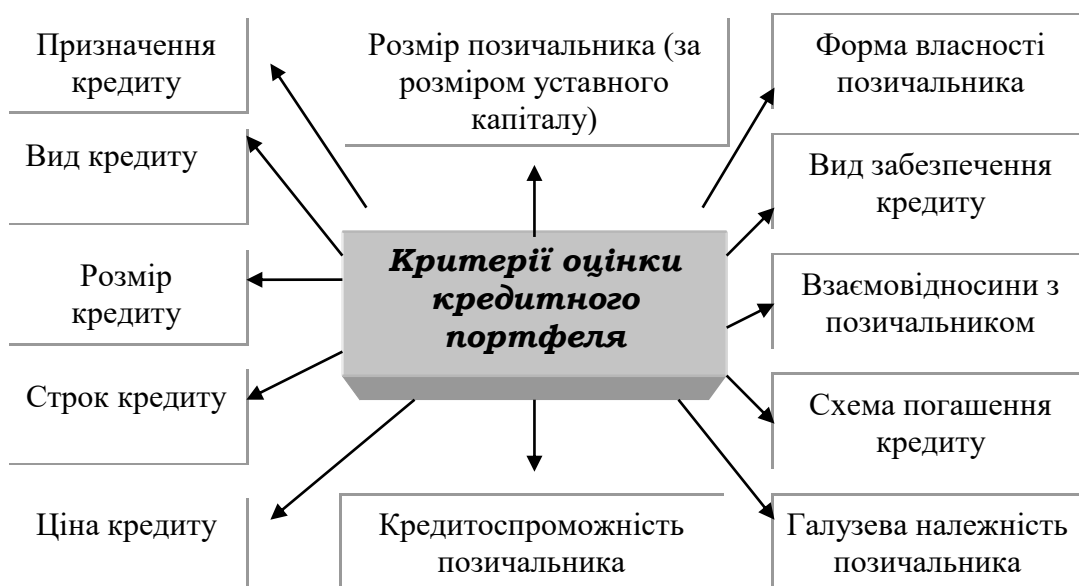 Призначення
кредиту
Розмір позичальника (за
розміром уставного
капіталу)
Форма власності
позичальника
Вид кредиту
Вид забезпечення
кредиту
Критерії оцінки
кредитного
портфеля
Розмір
кредиту
Взаємовідносини з
позичальником
Строк кредиту
Схема погашення
кредиту
Ціна кредиту
Кредитоспроможність
позичальника
Галузева належність
позичальника